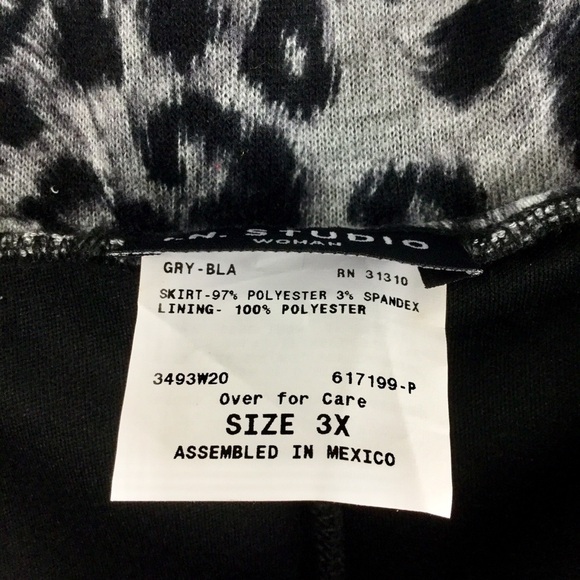 STUDIO
WOMAN
GRY-BLA RN 31310
SKIRT-97% POLYESTER 3% SPANDEX
LINING- 100% POLYESTER
3493W20 617199-P
Over for Care
SIZE 3X
ASSEMBLED IN MEXICO